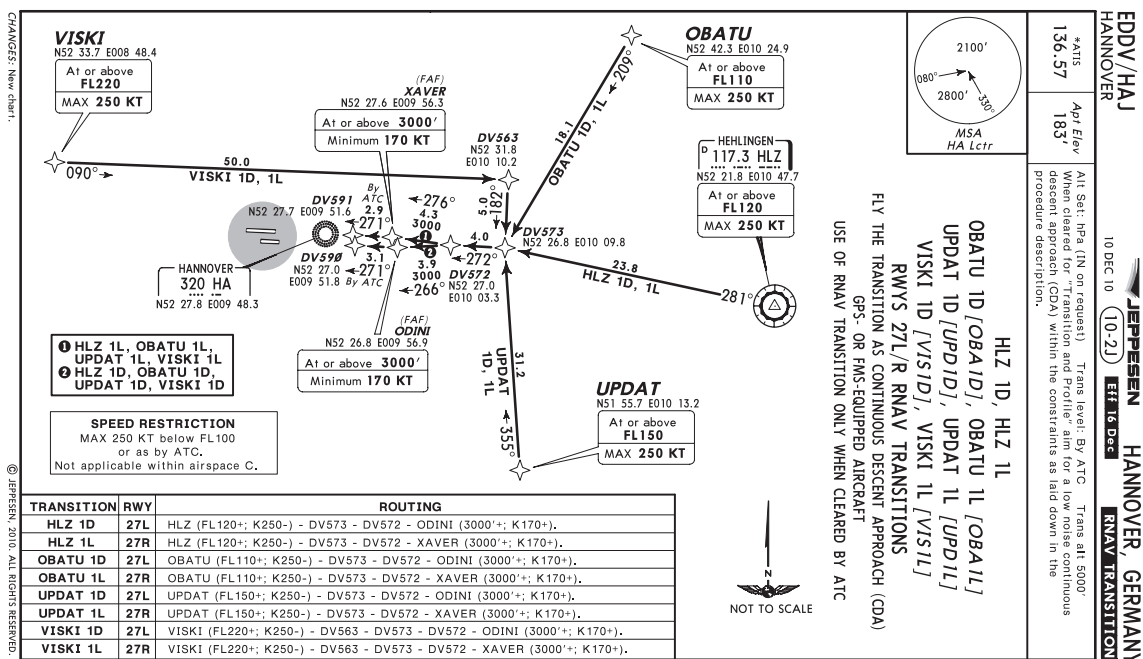 EDDV/HAJ
HANNOVER
JEPPESEN
10 DEC 10
10-2J
Eff 16 Dec
HANNOVER, GERMANY
RNAV TRANSITION
*ATIS
136.57
Apt Elev
183'
Alt Set: hPa (IN on request) Trans level: By ATC Trans alt 5000'
When cleared for "Transition and Profile" aim for a low noise continuous
descent approach (CDA) within the constraints as laid down in the
procedure description.
2100'
080°
2800'
330°
MSA
HA Lctr
HLZ 1D, HLZ 1L
OBATU 1D [OBA1D], OBATU 1L [OBA1L]
UPDAT 1D [UPD1D], UPDAT 1L [UPD1L]
VISKI 1D [VIS1D], VISKI 1L [VIS1L]
RWYS 27L/R RNAV TRANSITIONS
FLY THE TRANSITION AS CONTINUOUS DESCENT APPROACH (CDA)
GPS- OR FMS-EQUIPPED AIRCRAFT
USE OF RNAV TRANSITION ONLY WHEN CLEARED BY ATC
VISKI
N52 33.7 E008 48.4
At or above
FL220
MAX 250 KT
090°
50.0
VISKI 1D, 1L
OBATU
N52 42.3 E010 24.9
At or above
FL110
MAX 250 KT
209°
18.1
OBATU 1D, 1L
(FAF)
XAVER
N52 27.6 E009 56.3
At or above 3000'
Minimum 170 KT
DV563
N52 31.8
E010 10.2
182°
5.0
HEHLINGEN
D 117.3 HLZ
N52 21.8 E010 47.7
At or above
FL120
MAX 250 KT
281°
23.8
HLZ 1D, 1L
DV591
N52 27.7 E009 51.6
By
ATC
2.9
271°
276°
4.3
3000
❶
4.0
272°
DV573
N52 26.8 E010 09.8
DV590
N52 27.0
E009 51.8
3.1
271°
By ATC
❷
3.9
3000
266°
DV572
N52 27.0
E010 03.3
HANNOVER
320 HA
N52 27.8 E009 48.3
(FAF)
ODINI
N52 26.8 E009 56.9
At or above 3000'
Minimum 170 KT
31.2
UPDAT
1D, 1L
355°
UPDAT
N51 55.7 E010 13.2
At or above
FL150
MAX 250 KT
❶ HLZ 1L, OBATU 1L,
UPDAT 1L, VISKI 1L
❷ HLZ 1D, OBATU 1D,
UPDAT 1D, VISKI 1D
SPEED RESTRICTION
MAX 250 KT below FL100
or as by ATC.
Not applicable within airspace C.
N
NOT TO SCALE
TRANSITION RWY ROUTING
HLZ 1D 27L HLZ (FL120+; K250-) - DV573 - DV572 - ODINI (3000'+; K170+).
HLZ 1L 27R HLZ (FL120+; K250-) - DV573 - DV572 - XAVER (3000'+; K170+).
OBATU 1D 27L OBATU (FL110+; K250-) - DV573 - DV572 - ODINI (3000'+; K170+).
OBATU 1L 27R OBATU (FL110+; K250-) - DV573 - DV572 - XAVER (3000'+; K170+).
UPDAT 1D 27L UPDAT (FL150+; K250-) - DV573 - DV572 - ODINI (3000'+; K170+).
UPDAT 1L 27R UPDAT (FL150+; K250-) - DV573 - DV572 - XAVER (3000'+; K170+).
VISKI 1D 27L VISKI (FL220+; K250-) - DV563 - DV573 - DV572 - ODINI (3000'+; K170+).
VISKI 1L 27R VISKI (FL220+; K250-) - DV563 - DV573 - DV572 - XAVER (3000'+; K170+).
CHANGES: New chart.
© JEPPESEN, 2010. ALL RIGHTS RESERVED.